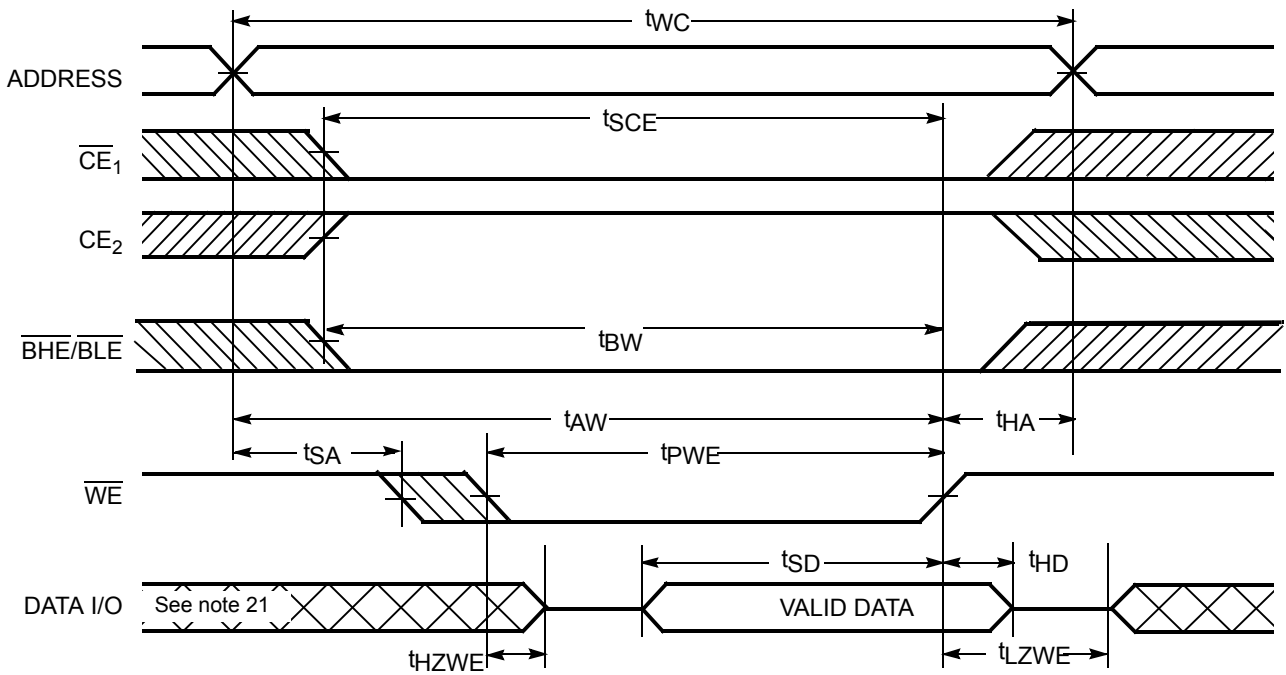 tWC
ADDRESS
tSCE
CE1
CE2
tBW
BHE/BLE
tAW
tHA
tSA
tPWE
WE
tSD
tHD
DATA I/O
See note 21
VALID DATA
tHZWE
tLZWE